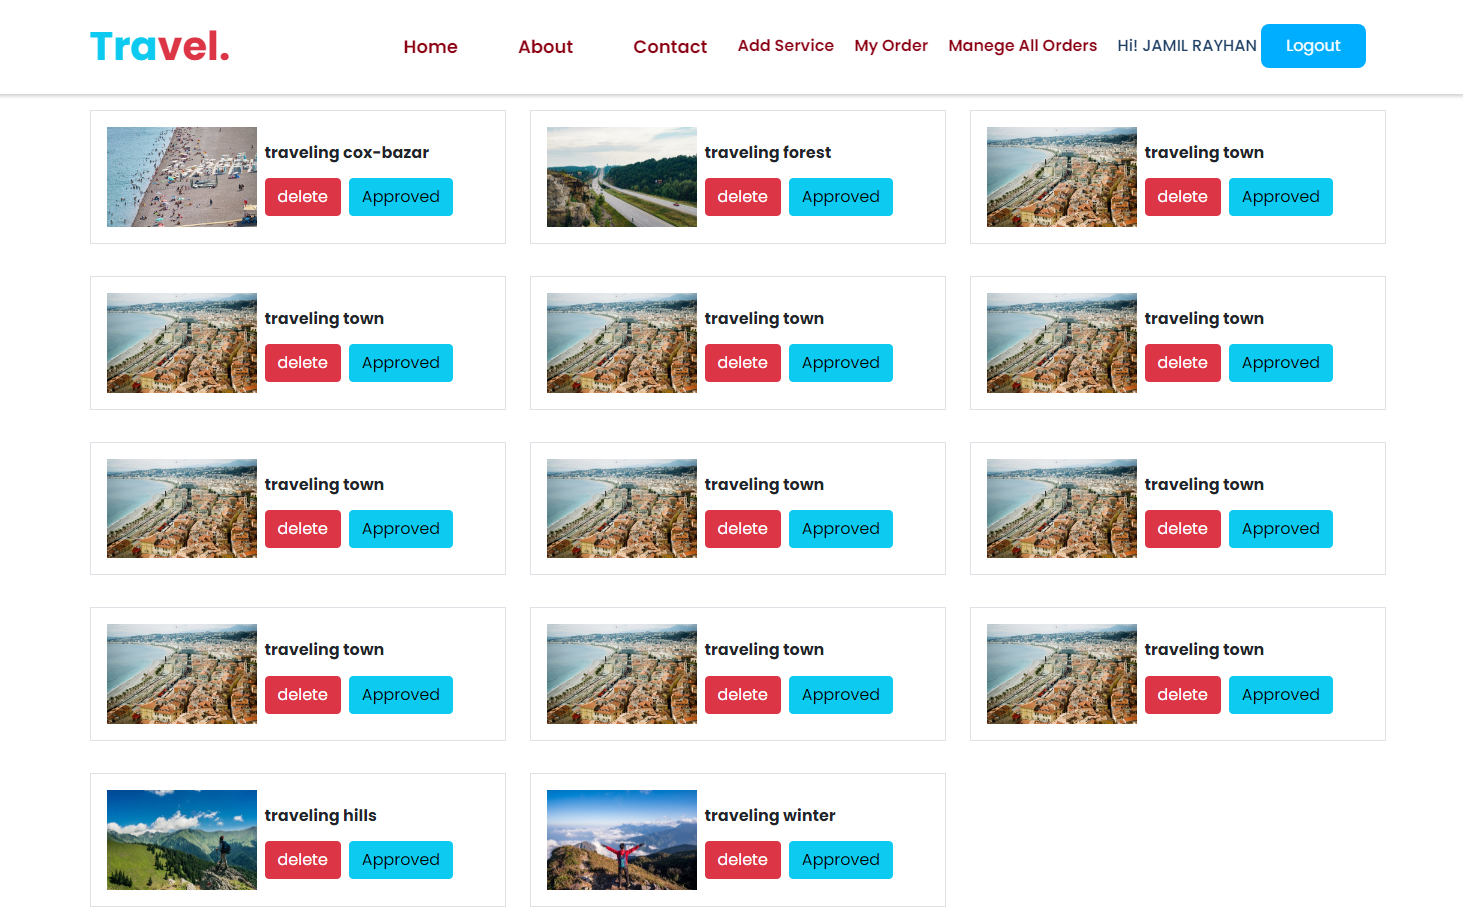 Travel.
Home About Contact Add Service My Order Manege All Orders Hi! JAMIL RAYHAN Logout
traveling cox-bazar
delete Approved
traveling forest
delete Approved
traveling town
delete Approved
traveling town
delete Approved
traveling town
delete Approved
traveling town
delete Approved
traveling town
delete Approved
traveling town
delete Approved
traveling town
delete Approved
traveling town
delete Approved
traveling town
delete Approved
traveling town
delete Approved
traveling hills
delete Approved
traveling winter
delete Approved